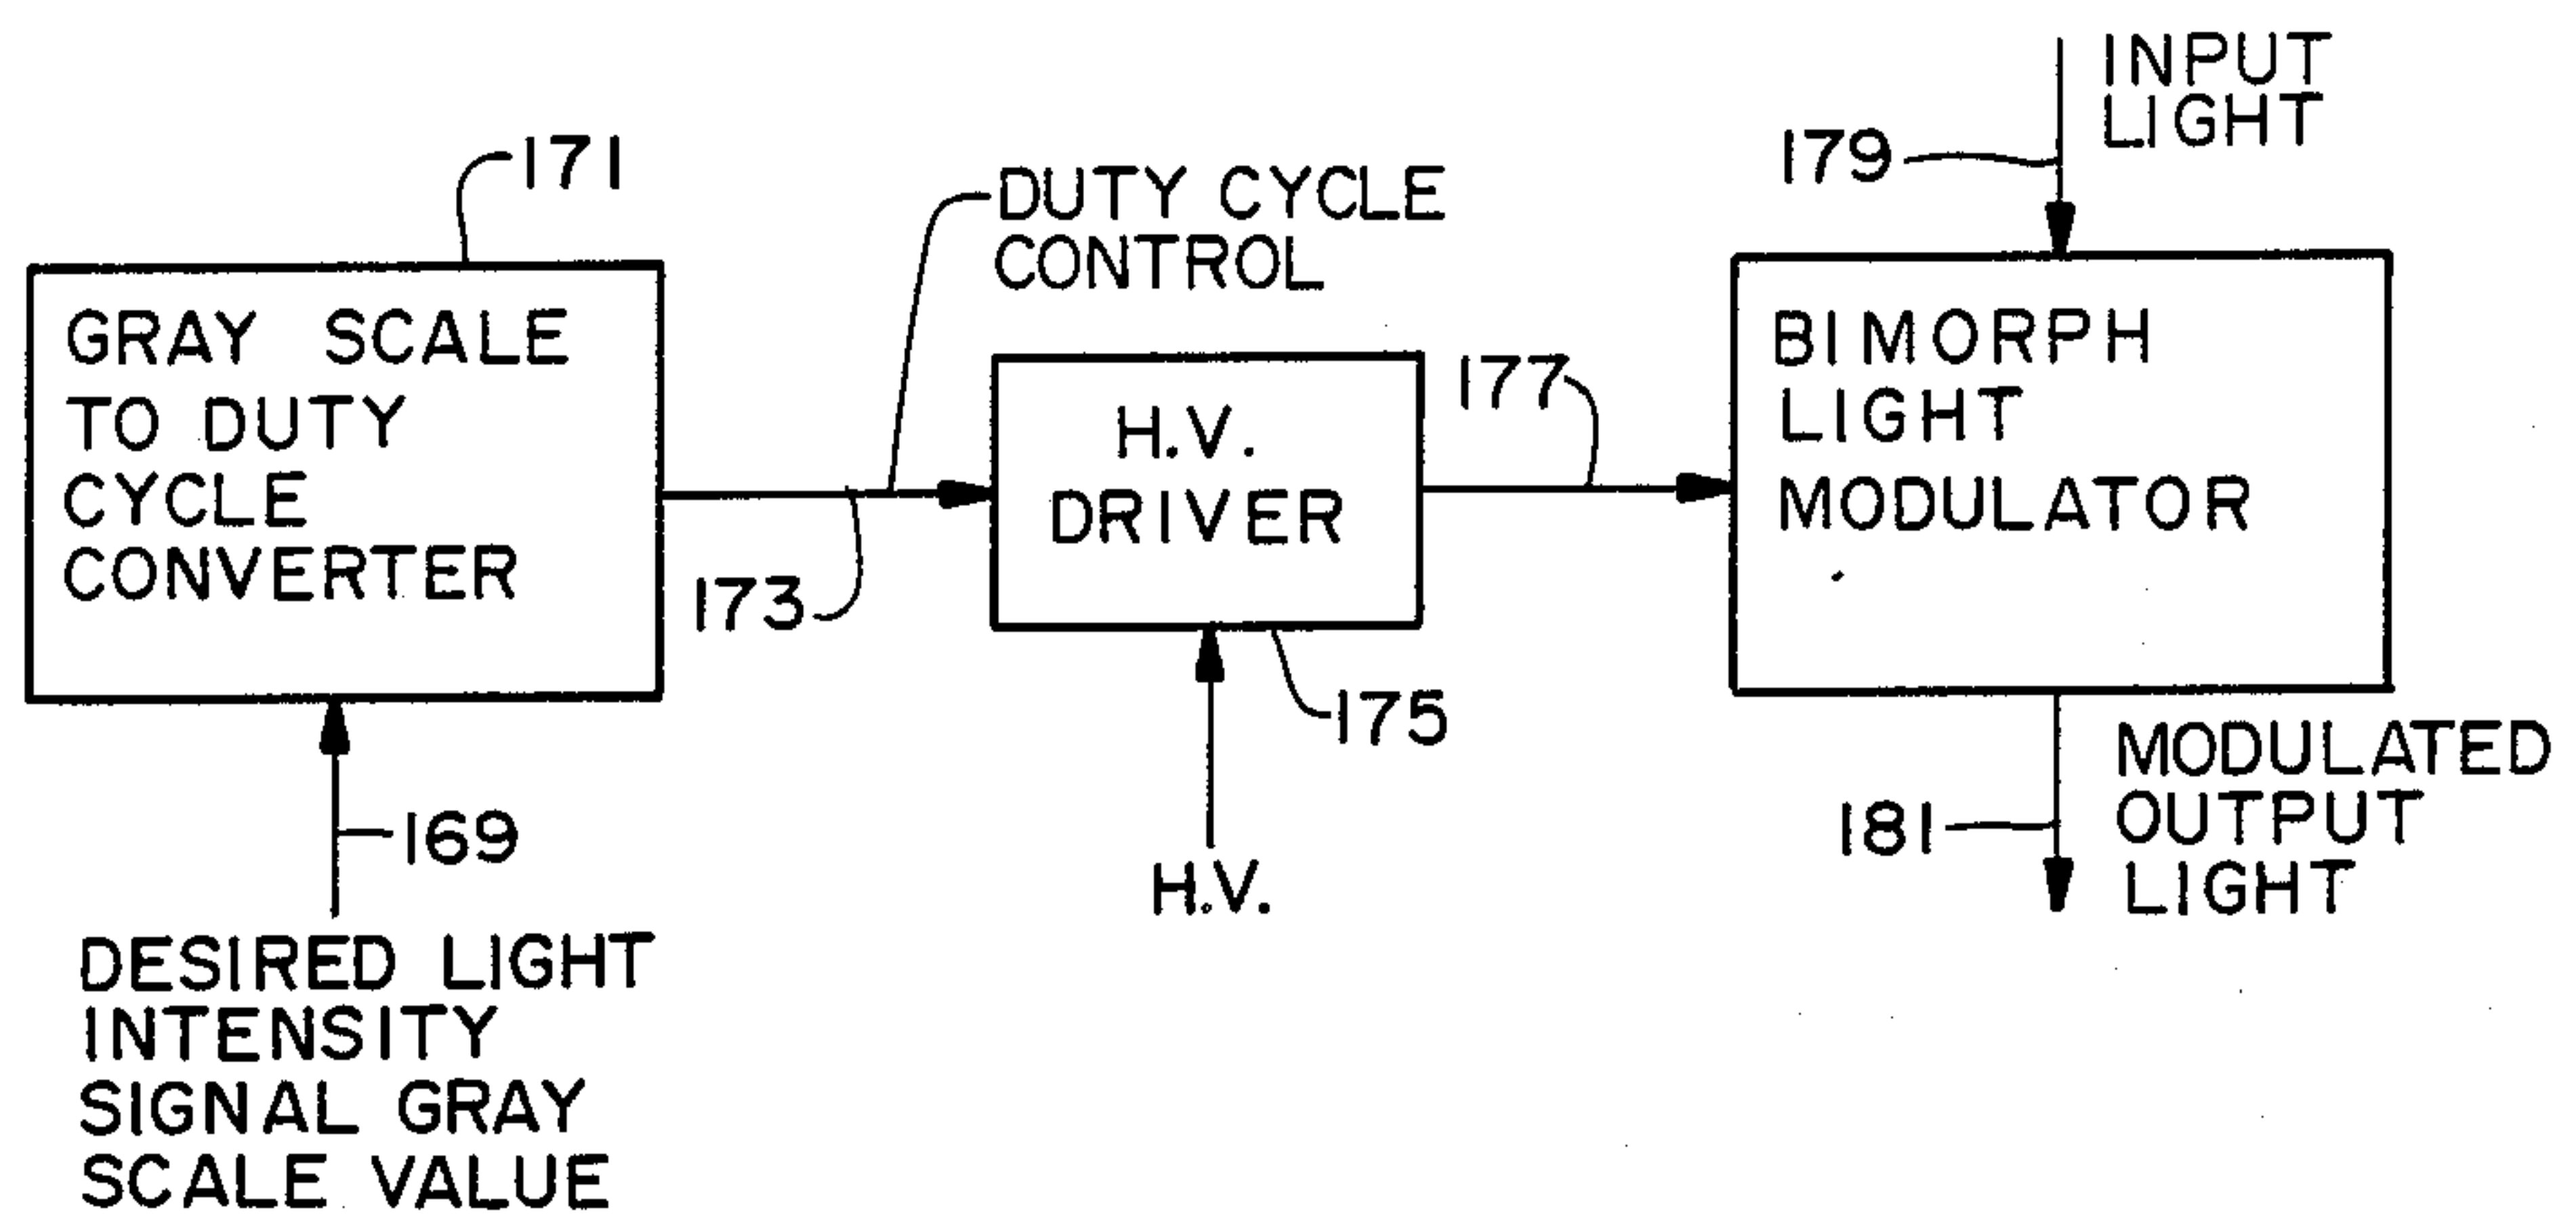 171
GRAY SCALE
TO DUTY
CYCLE
CONVERTER
169
DESIRED LIGHT
INTENSITY
SIGNAL GRAY
SCALE VALUE
DUTY CYCLE
CONTROL
173
H.V.
DRIVER
175
H.V.
177
INPUT
LIGHT
179
BIMORPH
LIGHT
MODULATOR
181
MODULATED
OUTPUT
LIGHT